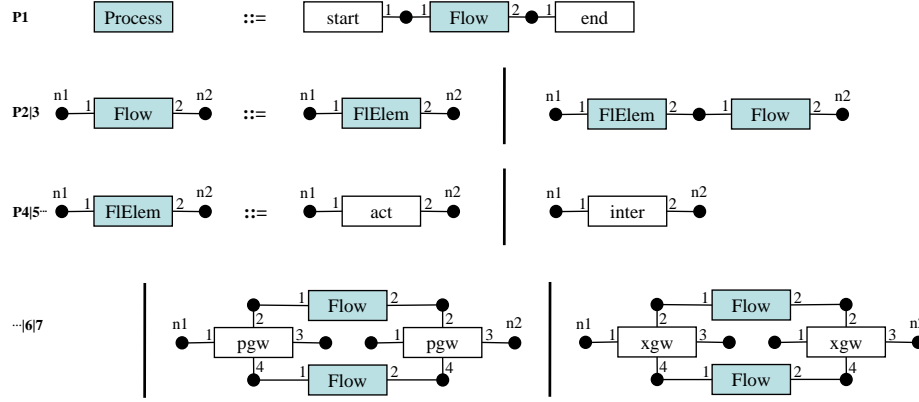 P1 Process ::= start 1 1 Flow 2 1 end
n1 n2 n1 n2 n1 n2
P2|3 1 Flow 2 ::= 1 FlElem 2 1 FlElem 2 1 Flow 2
n1 n2 n1 n2 n1 n2
P4|5··· 1 FlElem 2 ::= 1 act 2 1 inter 2
1 Flow 2 1 Flow 2
n1 2 2 n2 n1 2 2 n2
···|6|7 1 pgw 3 1 pgw 3 1 xgw 3 1 xgw 3
4 4 4 4
1 Flow 2 1 Flow 2